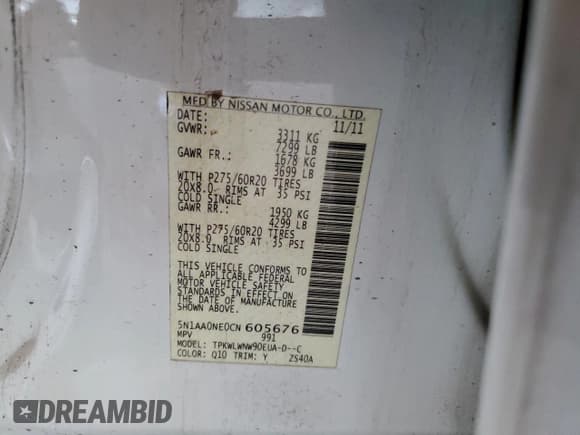 MFD BY NISSAN MOTOR CO., LTD.
DATE: 11/11
GVWR: 3311 KG
7299 LB
GAWR FR.: 1678 KG
3699 LB
WITH P275/60R20 TIRES
20X8.0 RIMS AT 35 PSI
COLD SINGLE
GAWR RR.: 1950 KG
4299 LB
WITH P275/60R20 TIRES
20X8.0 RIMS AT 35 PSI
COLD SINGLE
THIS VEHICLE CONFORMS TO
ALL APPLICABLE FEDERAL
MOTOR VEHICLE SAFETY
STANDARDS IN EFFECT ON
THE DATE OF MANUFACTURE
SHOWN ABOVE.
5N1AA0NE0CN605676
MPV 991
MODEL: TPKWLWNW90EUA-D--C
COLOR: Q10 TRIM: Y ZS40A
DREAMBID